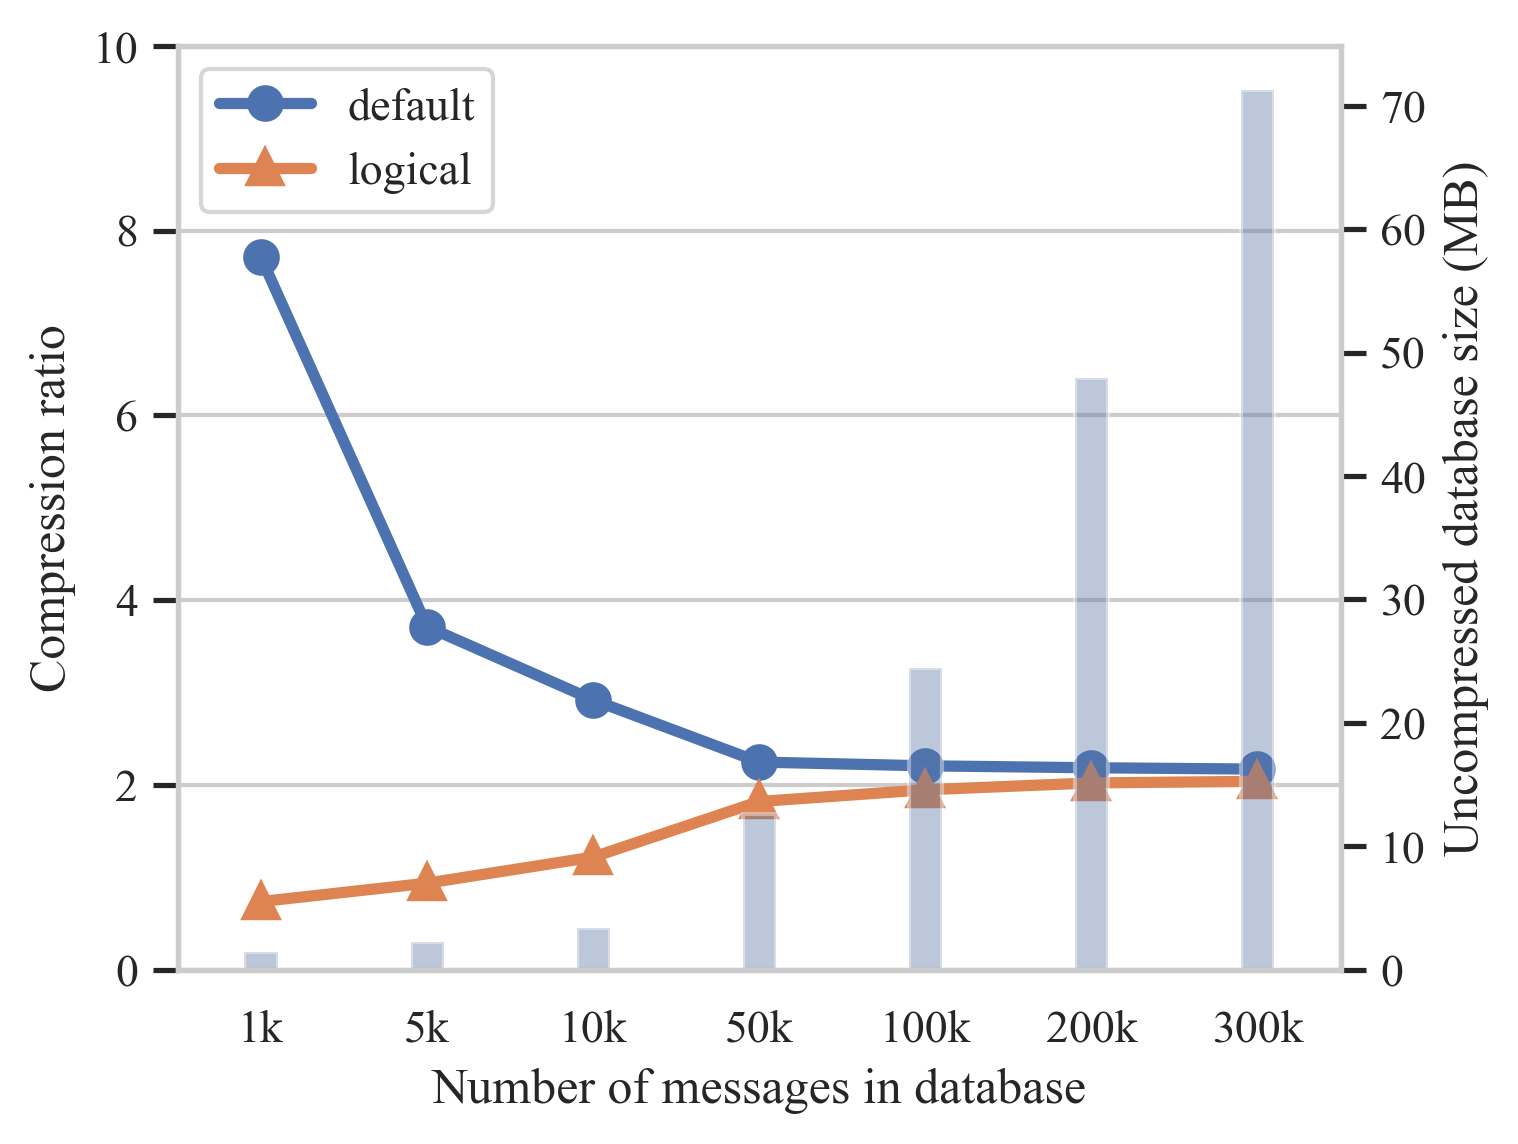 10
8
6
4
2
0
Compression ratio
default
logical
70
60
50
40
30
20
10
0
Uncompressed database size (MB)
1k 5k 10k 50k 100k 200k 300k
Number of messages in database